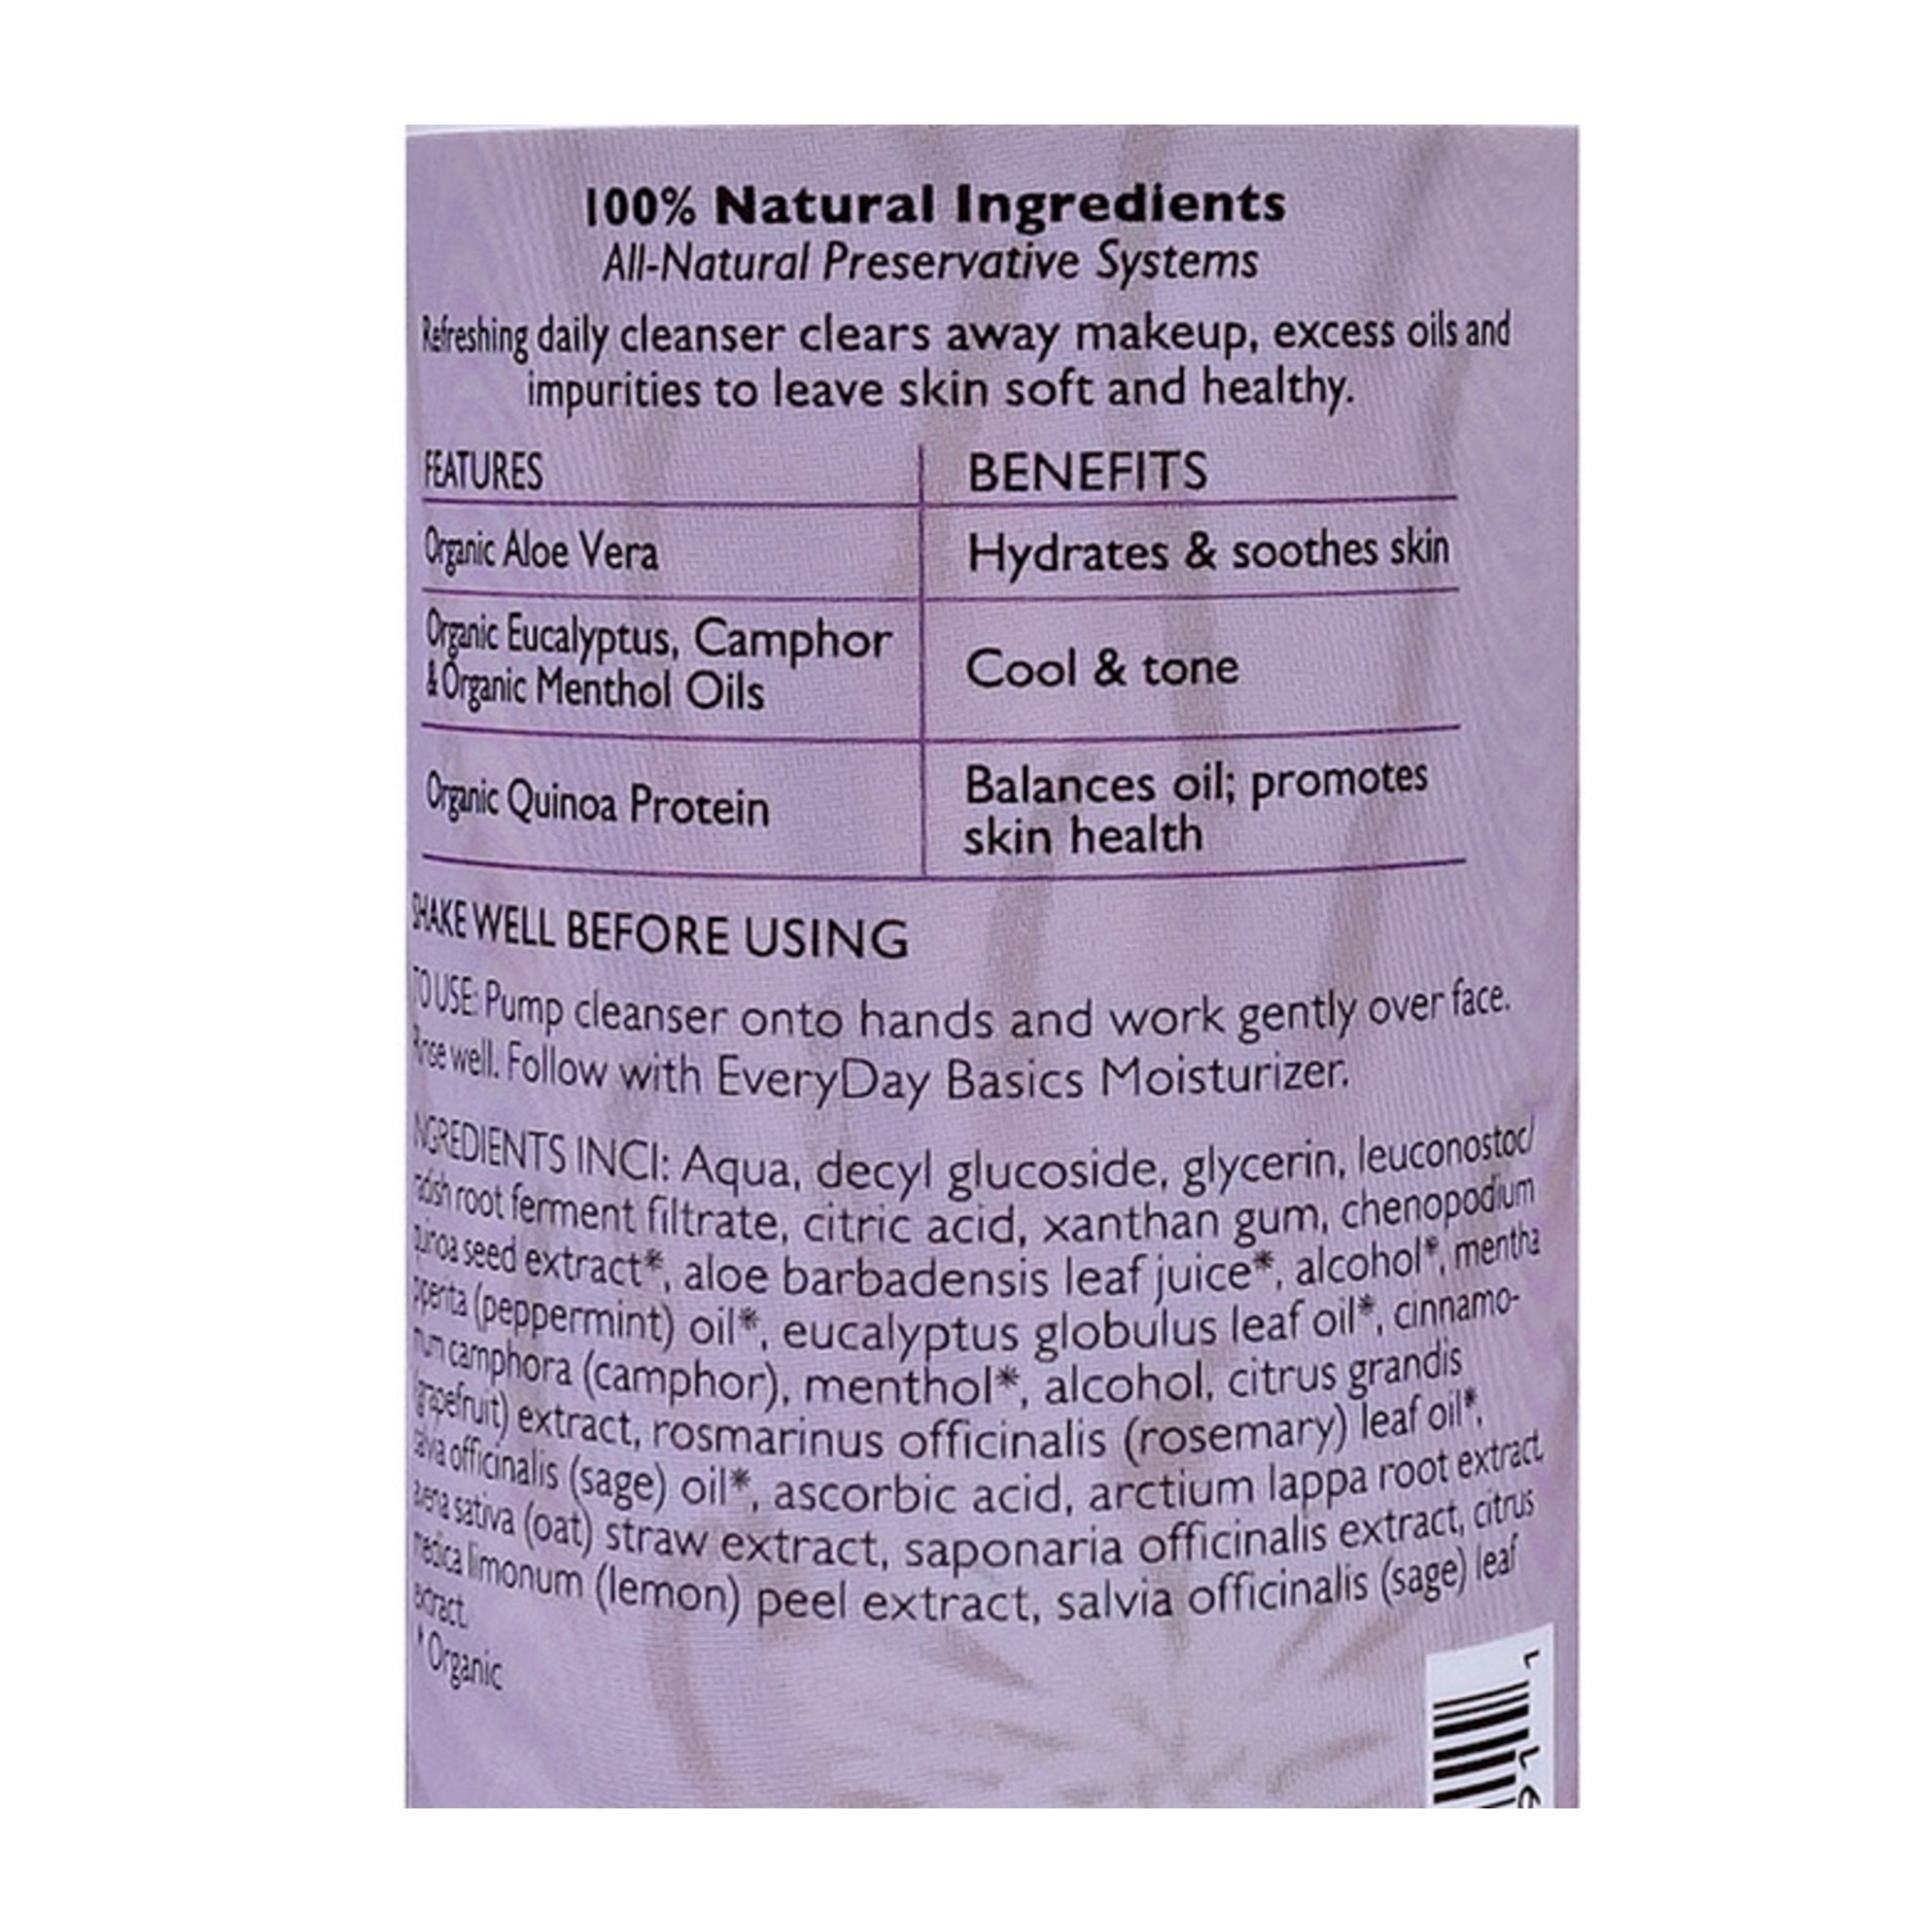 100% Natural Ingredients
All-Natural Preservative Systems
Refreshing daily cleanser clears away makeup, excess oils and
impurities to leave skin soft and healthy.
FEATURES BENEFITS
Organic Aloe Vera Hydrates & soothes skin
Organic Eucalyptus, Camphor
& Organic Menthol Oils
Cool & tone
Organic Quinoa Protein
Balances oil; promotes
skin health
SHAKE WELL BEFORE USING
TO USE: Pump cleanser onto hands and work gently over face.
Rinse well. Follow with EveryDay Basics Moisturizer.
INGREDIENTS INCI: Aqua, decyl glucoside, glycerin, leuconostoc/
radish root ferment filtrate, citric acid, xanthan gum, chenopodium
quinoa seed extract*, aloe barbadensis leaf juice*, alcohol*, mentha
piperita (peppermint) oil*, eucalyptus globulus leaf oil*, cinnamo-
mum camphora (camphor), menthol*, alcohol, citrus grandis
(grapefruit) extract, rosmarinus officinalis (rosemary) leaf oil*,
salvia officinalis (sage) oil*, ascorbic acid, arctium lappa root extract,
avena sativa (oat) straw extract, saponaria officinalis extract, citrus
medica limonum (lemon) peel extract, salvia officinalis (sage) leaf
extract.
* Organic